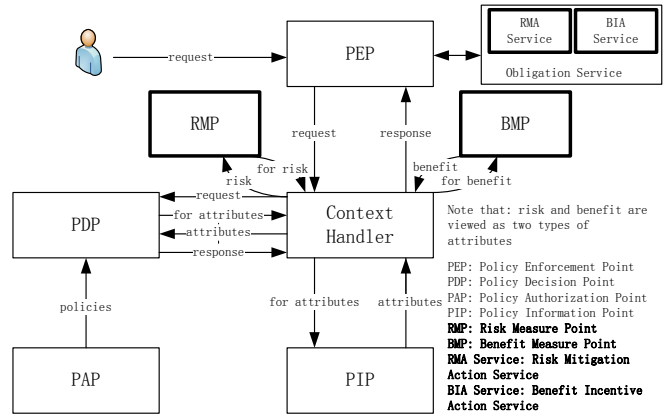 RMA
Service
BIA
Service
Obligation Service
request
PEP
RMP
BMP
request
response
for risk
risk
benefit
for benefit
request
for attributes
attributes
response
PDP
Context
Handler
Note that: risk and benefit are
viewed as two types of
attributes
PEP: Policy Enforcement Point
PDP: Policy Decision Point
PAP: Policy Authorization Point
PIP: Policy Information Point
RMP: Risk Measure Point
BMP: Benefit Measure Point
RMA Service: Risk Mitigation
Action Service
BIA Service: Benefit Incentive
Action Service
policies
for attributes
attributes
PAP
PIP